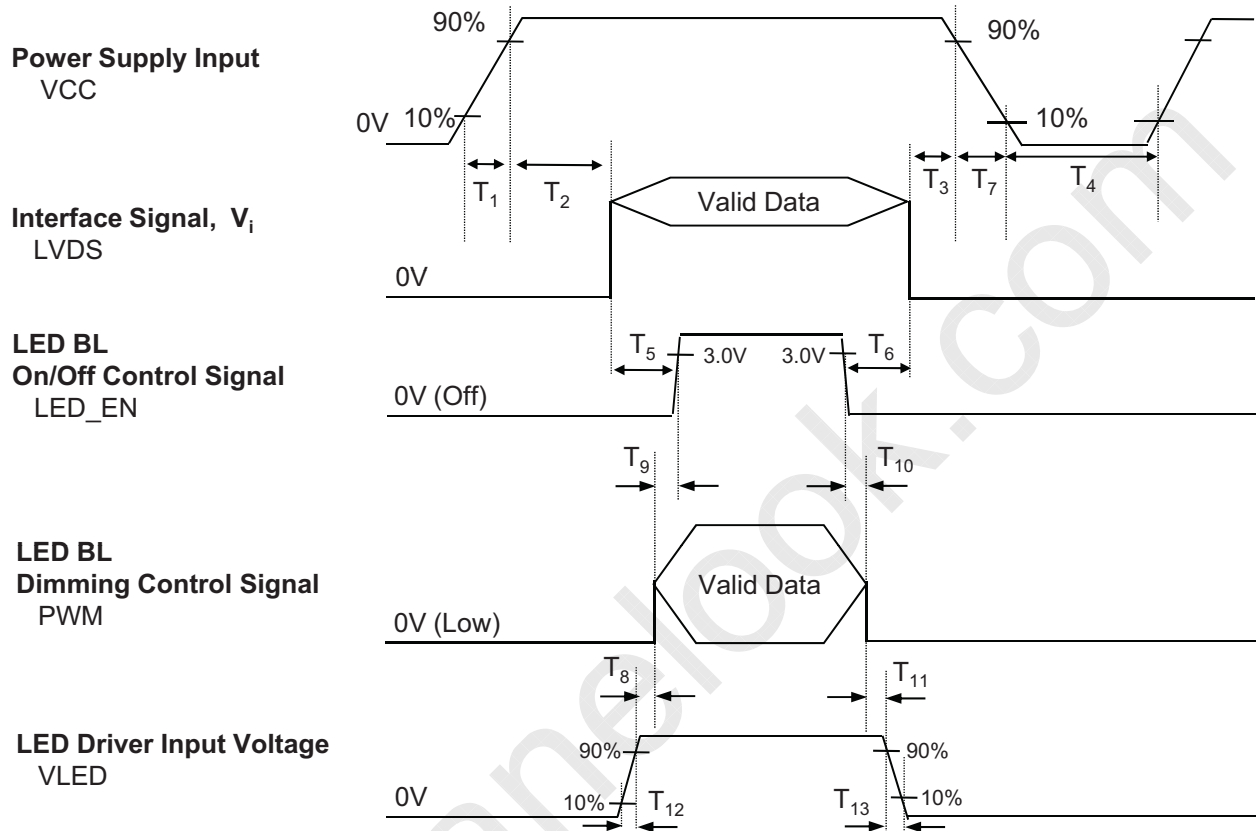 90%
90%
Power Supply Input
VCC
0V 10%
10%
T1
T2
T3
T7
T4
Valid Data
Interface Signal, Vi
LVDS
0V
LED BL
On/Off Control Signal
LED_EN
T5
3.0V
3.0V
T6
0V (Off)
T9
T10
LED BL
Dimming Control Signal
PWM
Valid Data
0V (Low)
T8
T11
LED Driver Input Voltage
VLED
90%
90%
0V
10%
T12
T13
10%
anelook.com